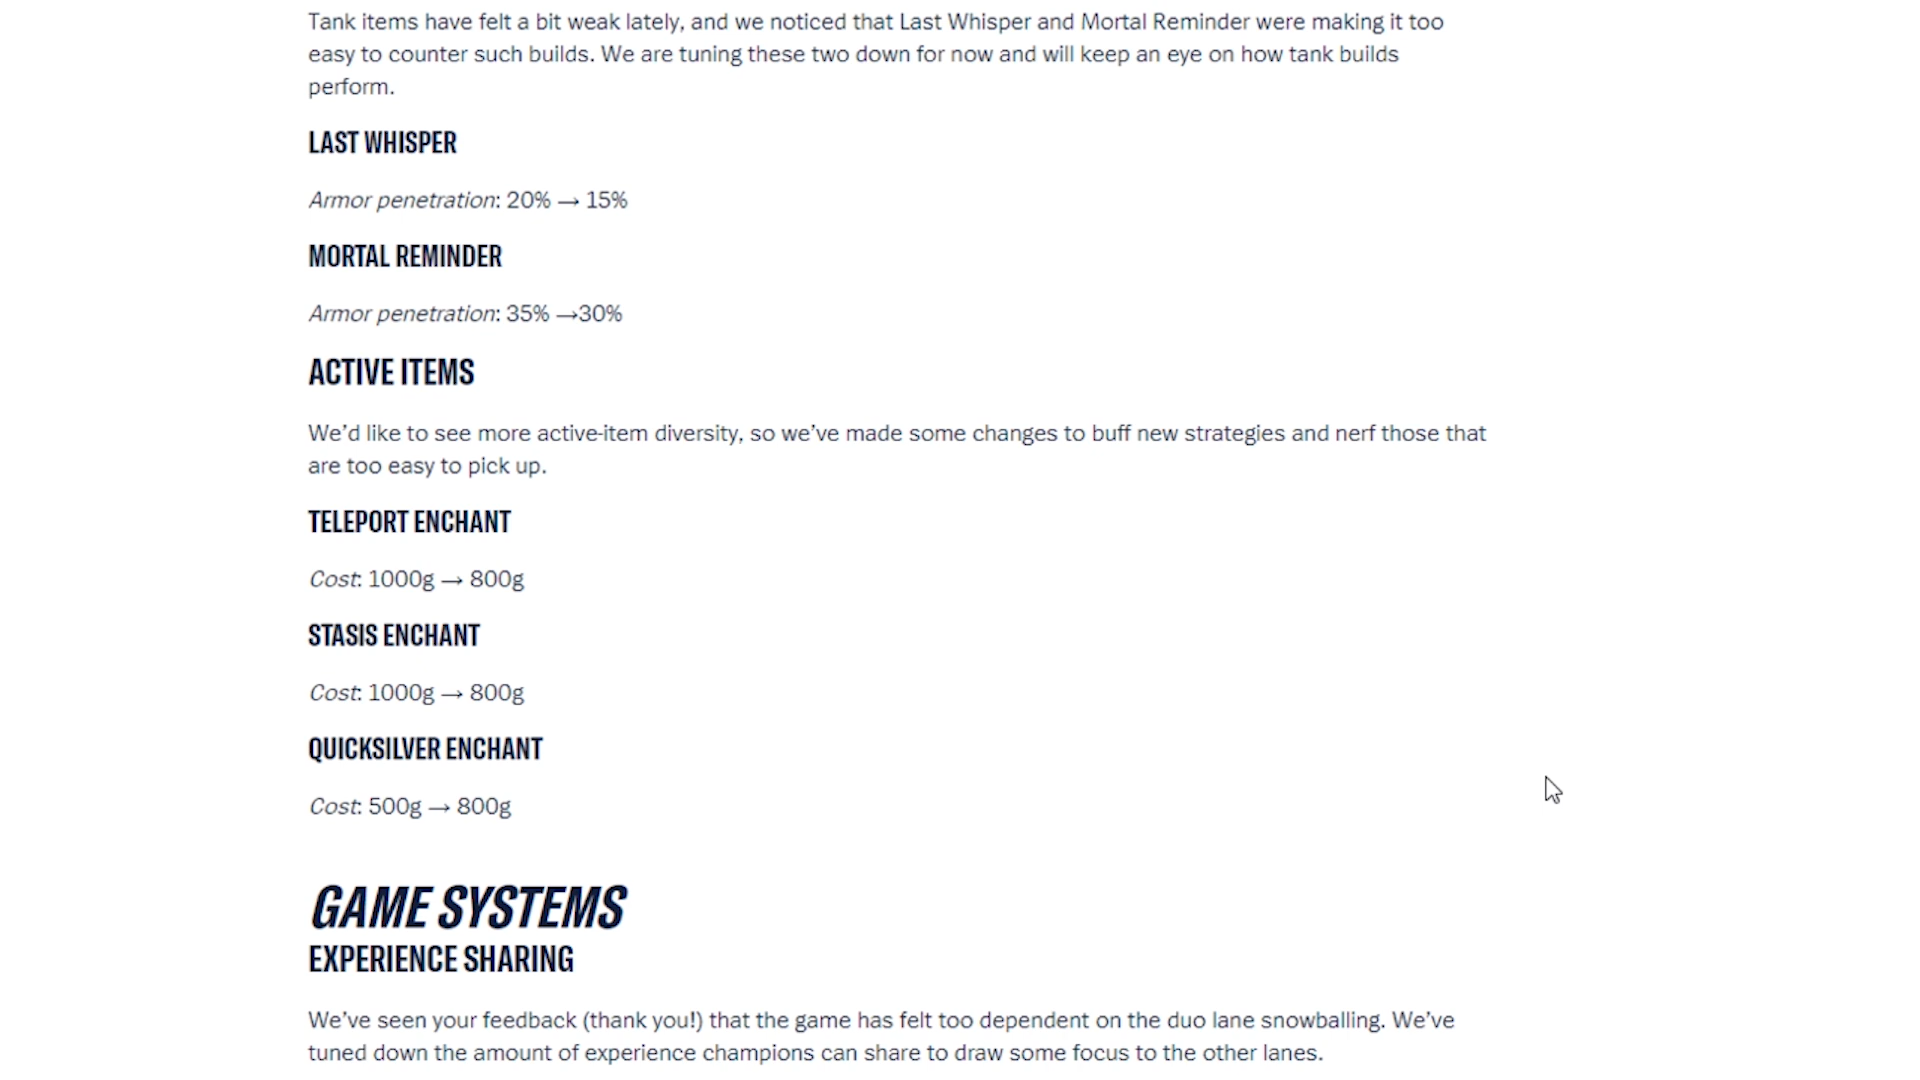 Tank items have felt a bit weak lately, and we noticed that Last Whisper and Mortal Reminder were making it too
easy to counter such builds. We are tuning these two down for now and will keep an eye on how tank builds
perform.
LAST WHISPER
Armor penetration: 20% → 15%
MORTAL REMINDER
Armor penetration: 35% →30%
ACTIVE ITEMS
We’d like to see more active-item diversity, so we’ve made some changes to buff new strategies and nerf those that
are too easy to pick up.
TELEPORT ENCHANT
Cost: 1000g → 800g
STASIS ENCHANT
Cost: 1000g → 800g
QUICKSILVER ENCHANT
Cost: 500g → 800g
GAME SYSTEMS
EXPERIENCE SHARING
We’ve seen your feedback (thank you!) that the game has felt too dependent on the duo lane snowballing. We’ve
tuned down the amount of experience champions can share to draw some focus to the other lanes.